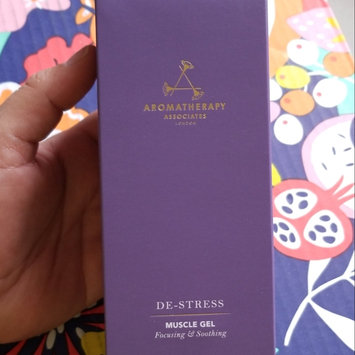 AROMATHERAPY
ASSOCIATES
LONDON
DE-STRESS
MUSCLE GEL
Focusing & Soothing